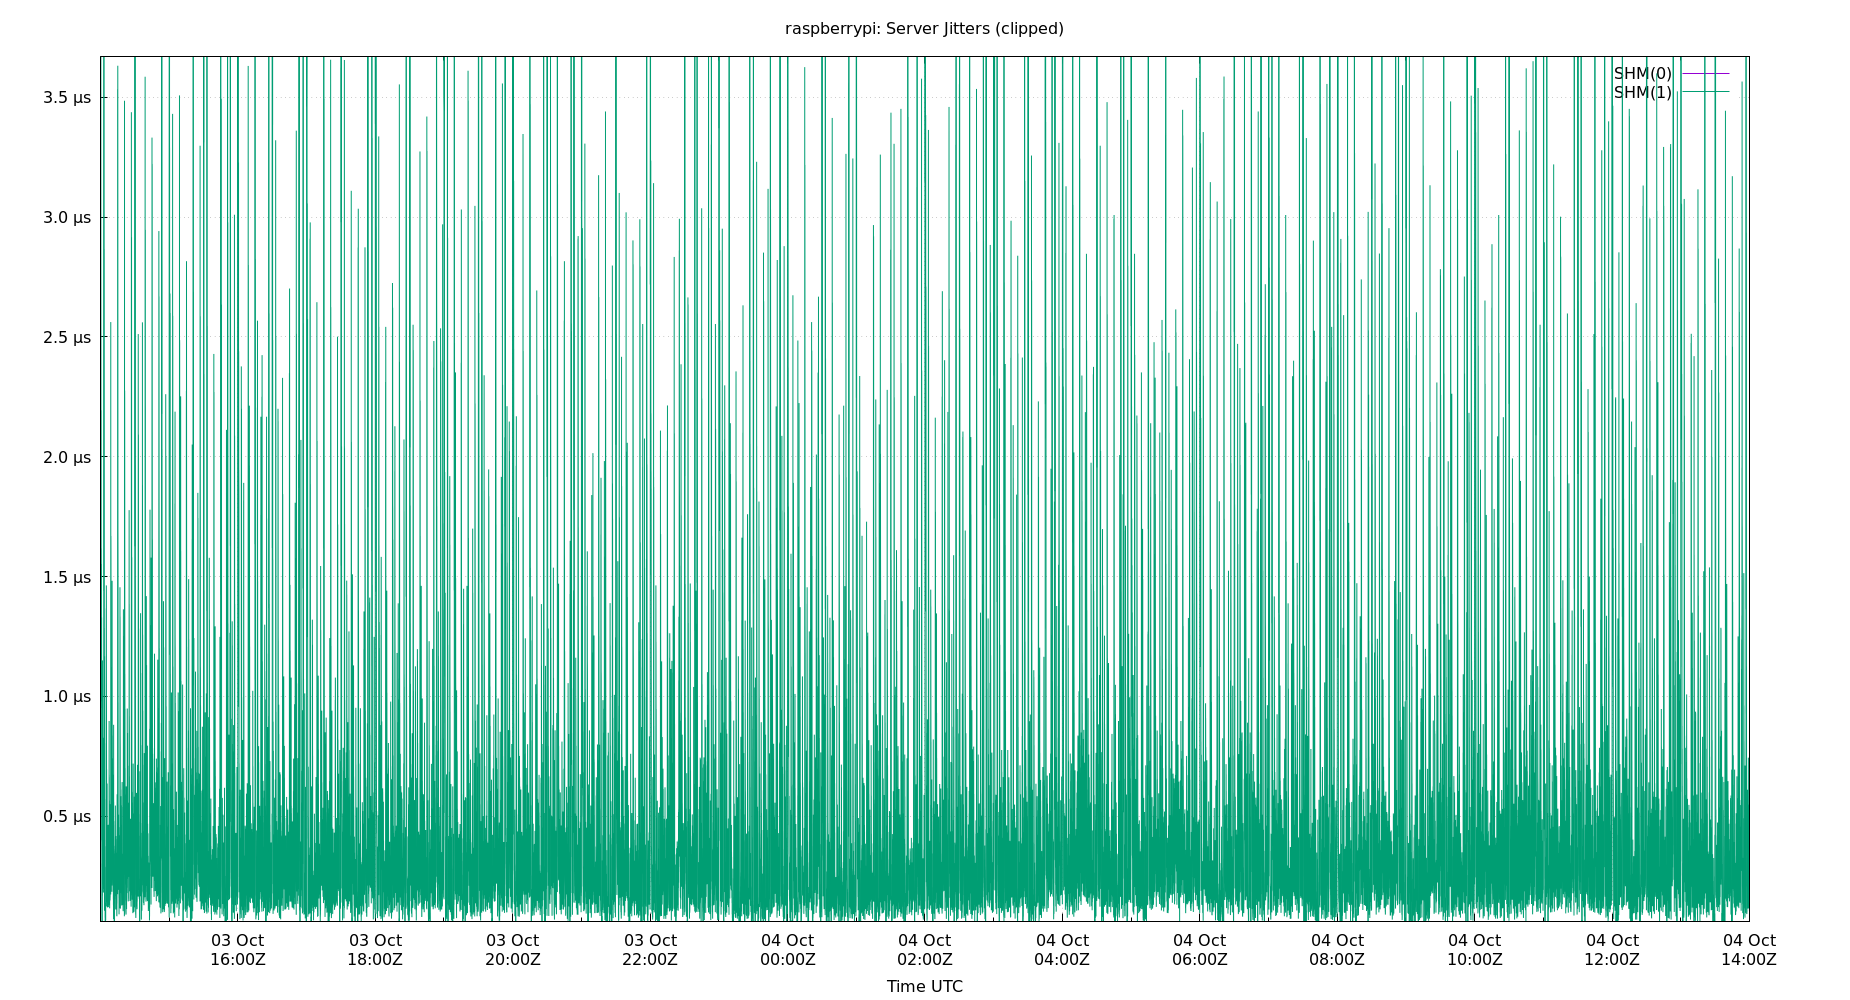 raspberrypi: Server Jitters (clipped)
SHM(0)
SHM(1)
3.5 µs
3.0 µs
2.5 µs
2.0 µs
1.5 µs
1.0 µs
0.5 µs
03 Oct 03 Oct 03 Oct 03 Oct 04 Oct 04 Oct 04 Oct 04 Oct 04 Oct 04 Oct 04 Oct 04 Oct
16:00Z 18:00Z 20:00Z 22:00Z 00:00Z 02:00Z 04:00Z 06:00Z 08:00Z 10:00Z 12:00Z 14:00Z
Time UTC